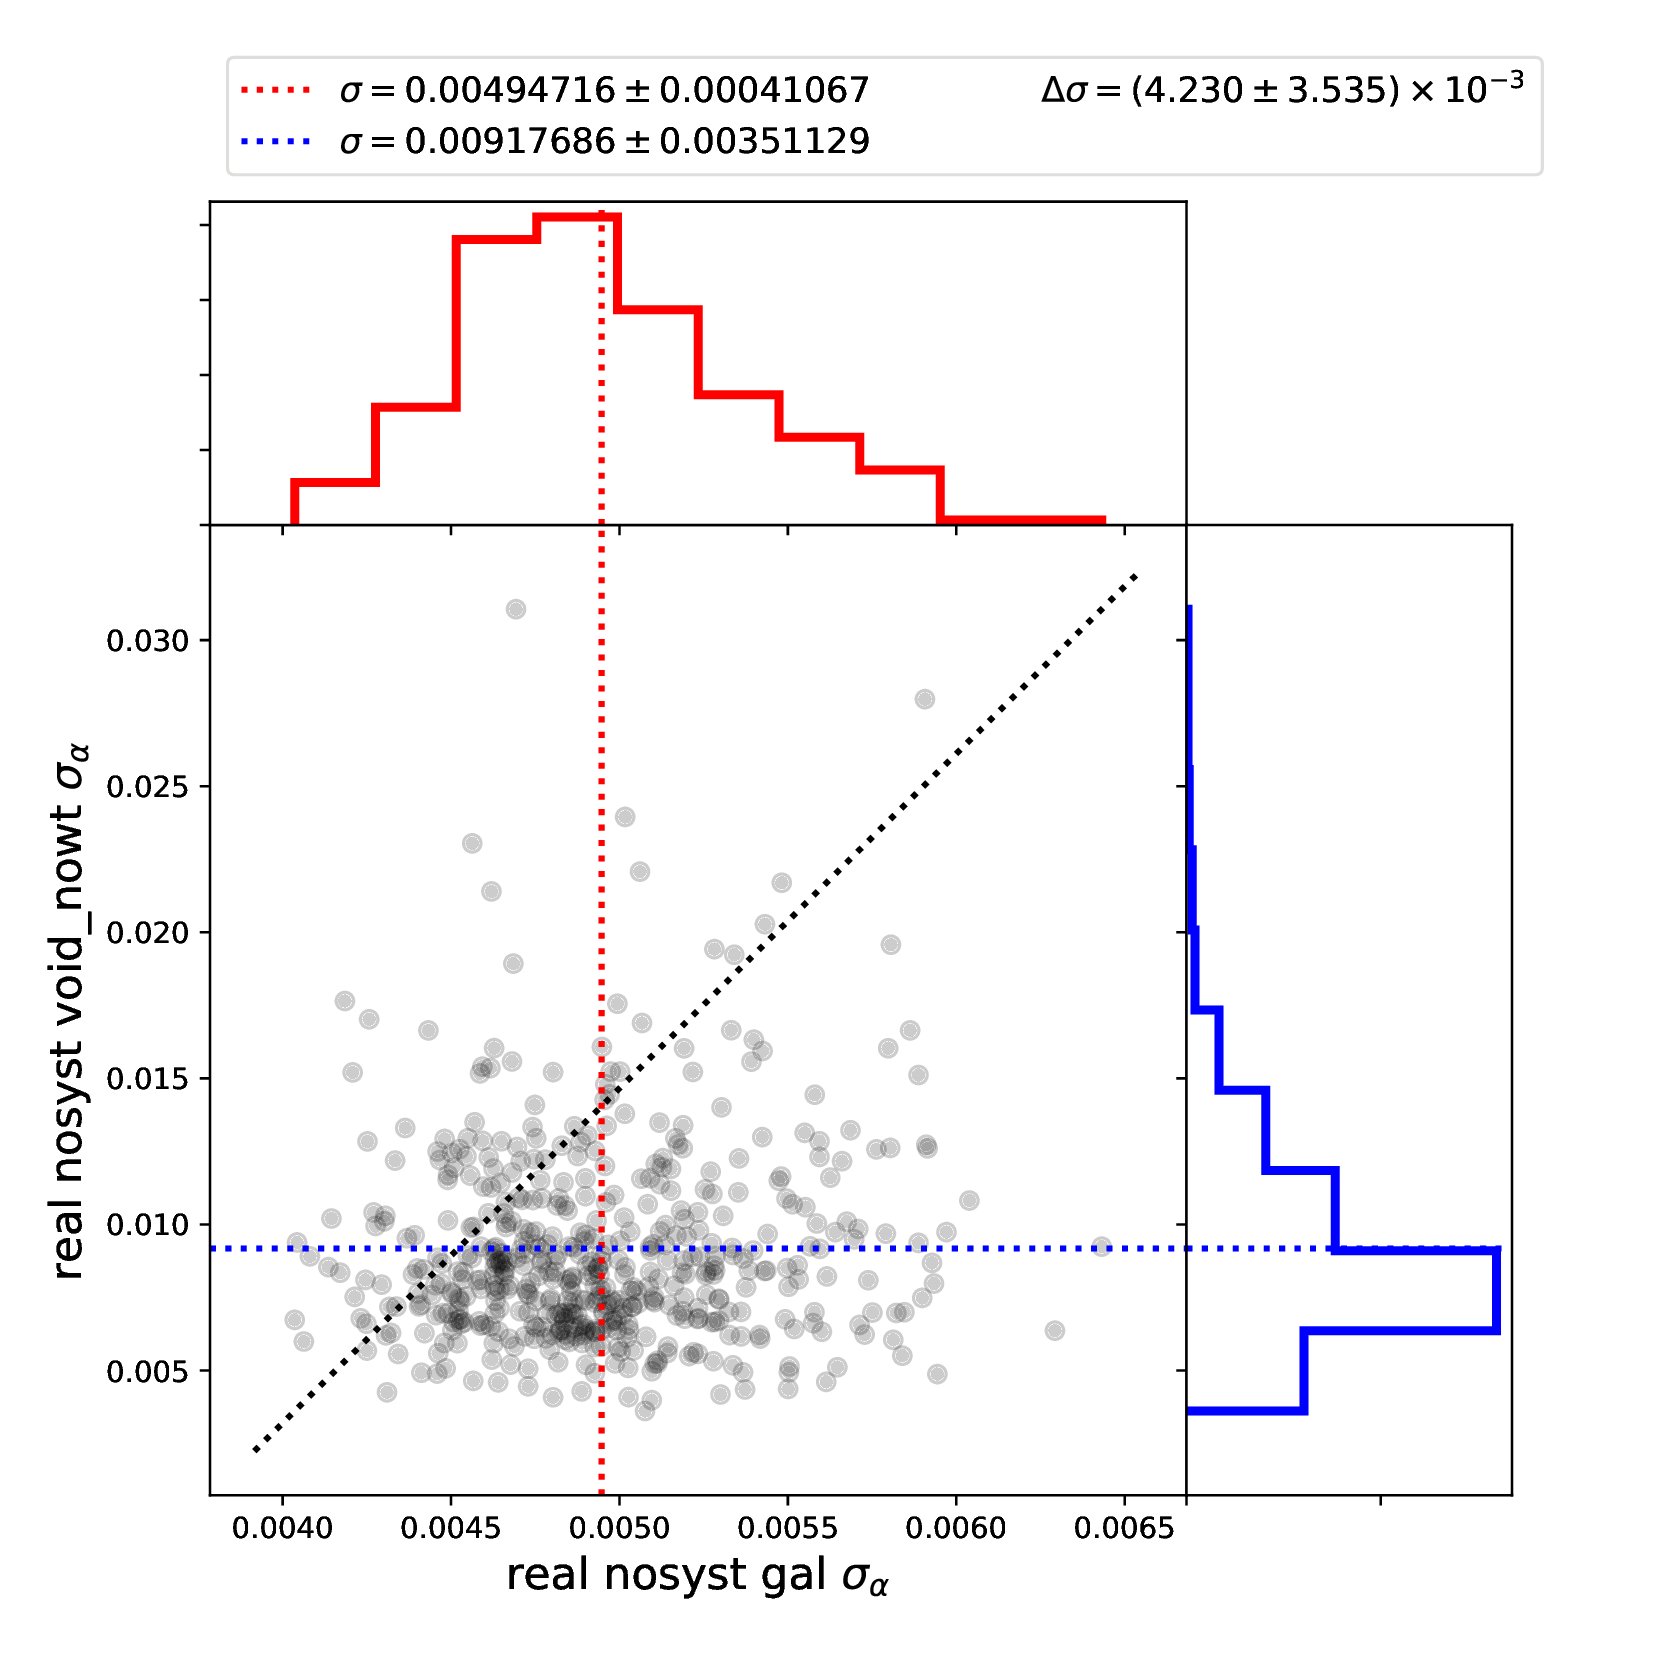 σ = 0.00494716 ± 0.00041067
Δσ = (4.230 ± 3.535) × 10⁻³
σ = 0.00917686 ± 0.00351129
0.030
0.025
0.020
0.015
0.010
0.005
real nosyst void_nowt σ_α
0.0040 0.0045 0.0050 0.0055 0.0060 0.0065
real nosyst gal σ_α